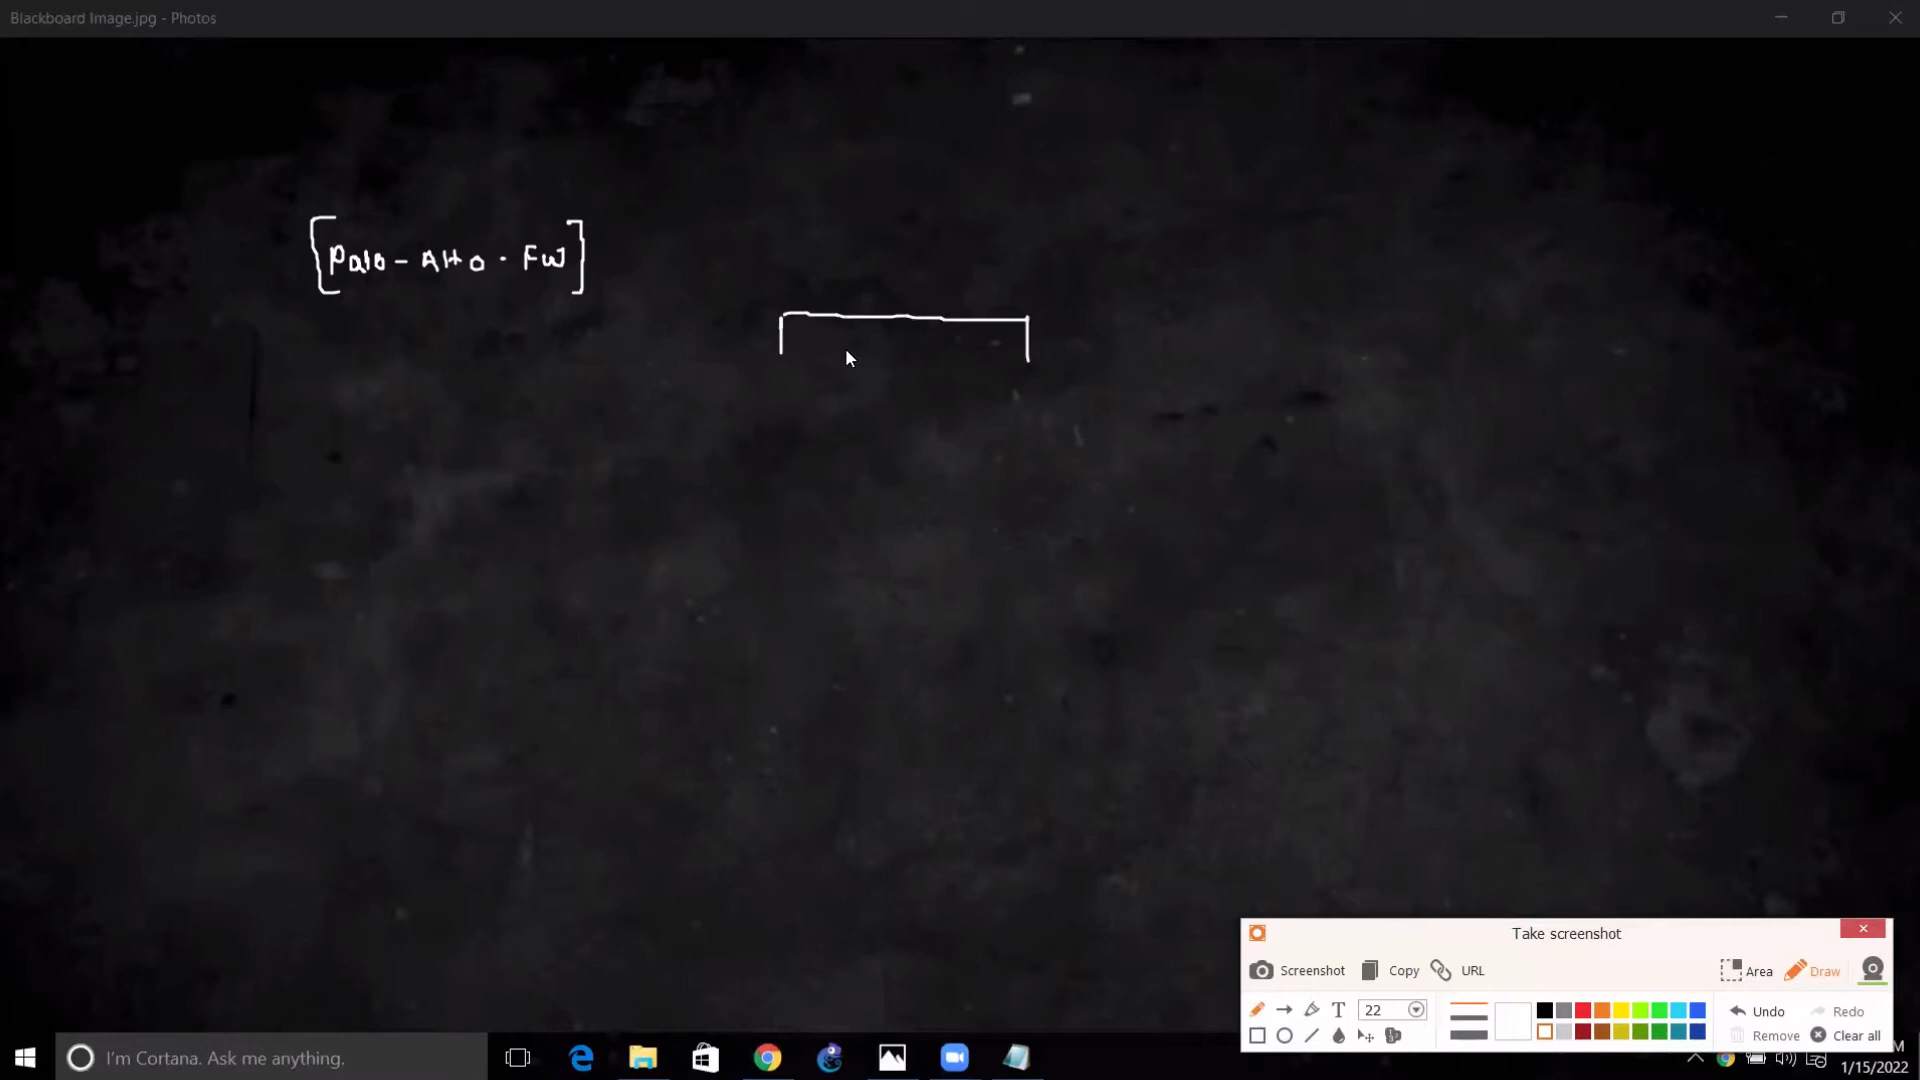 Blackboard Image.jpg - Photos
[Palo - Alto · FW]
Take screenshot
Screenshot Copy URL Area Draw
T 22 Undo Redo
Remove Clear all
I'm Cortana. Ask me anything.
M
1/15/2022